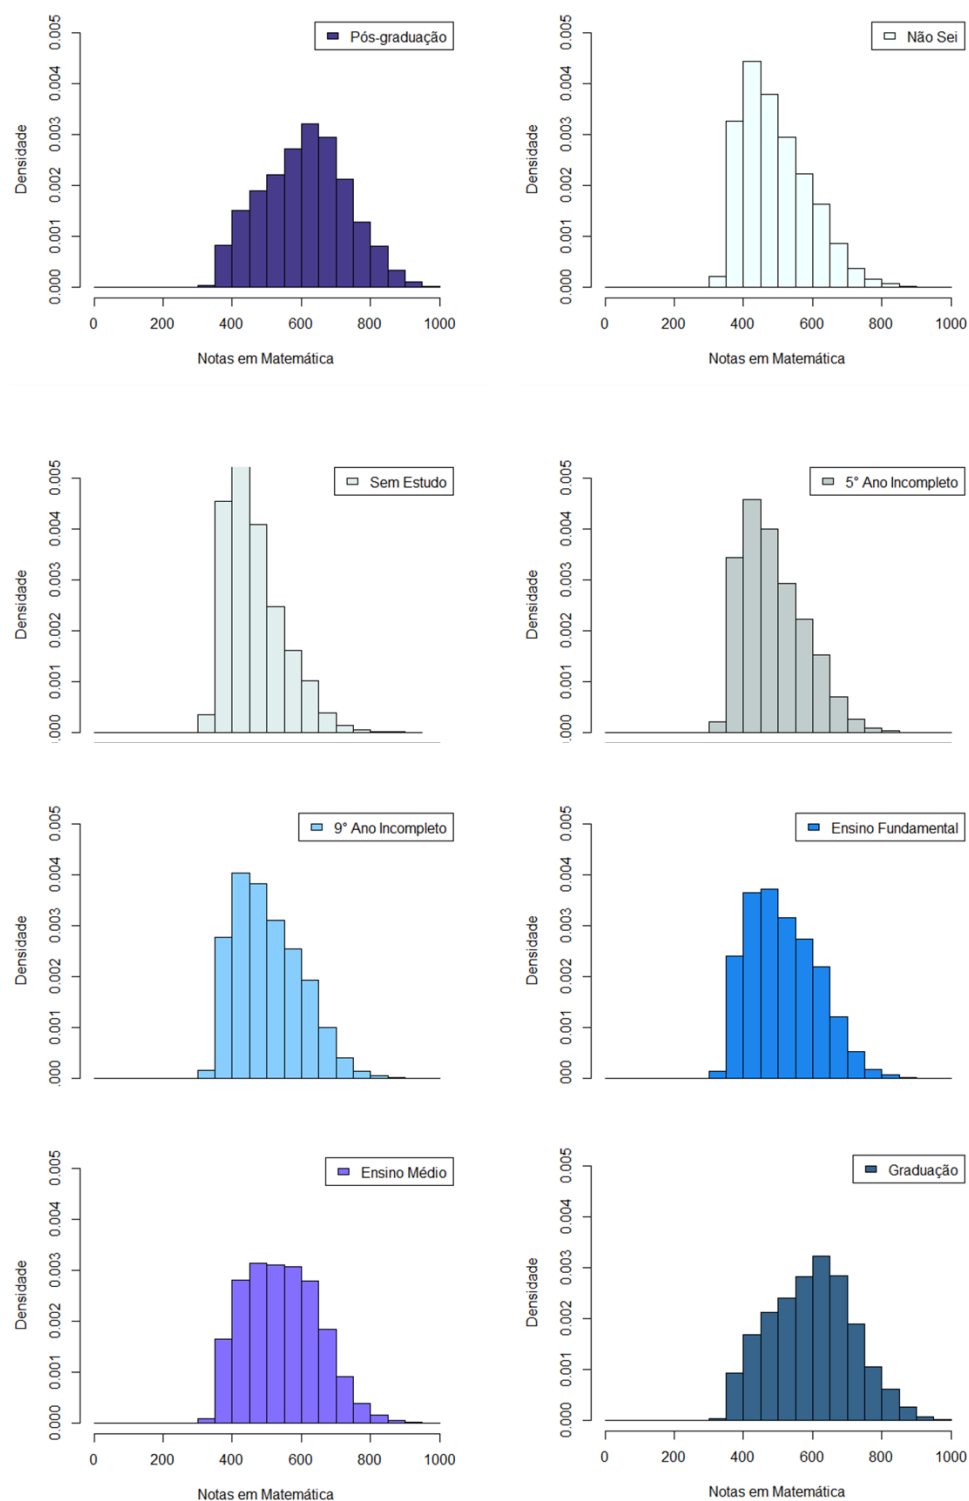 Pós-graduação
0.005
0.004
0.003
0.002
0.001
0.000
Densidade
0 200 400 600 800 1000
Notas em Matemática
Não Sei
0.005
0.004
0.003
0.002
0.001
0.000
Densidade
0 200 400 600 800 1000
Notas em Matemática
Sem Estudo
0.005
0.004
0.003
0.002
0.001
.000
Densidade
5° Ano Incompleto
0.005
0.004
0.003
0.002
0.001
.000
Densidade
9° Ano Incompleto
0.005
0.004
0.003
0.002
0.001
.000
Densidade
Ensino Fundamental
0.005
0.004
0.003
0.002
0.001
.000
Densidade
Ensino Médio
0.005
0.004
0.003
0.002
0.001
0.000
Densidade
0 200 400 600 800 1000
Notas em Matemática
Graduação
0.005
0.004
0.003
0.002
0.001
0.000
Densidade
0 200 400 600 800 1000
Notas em Matemática